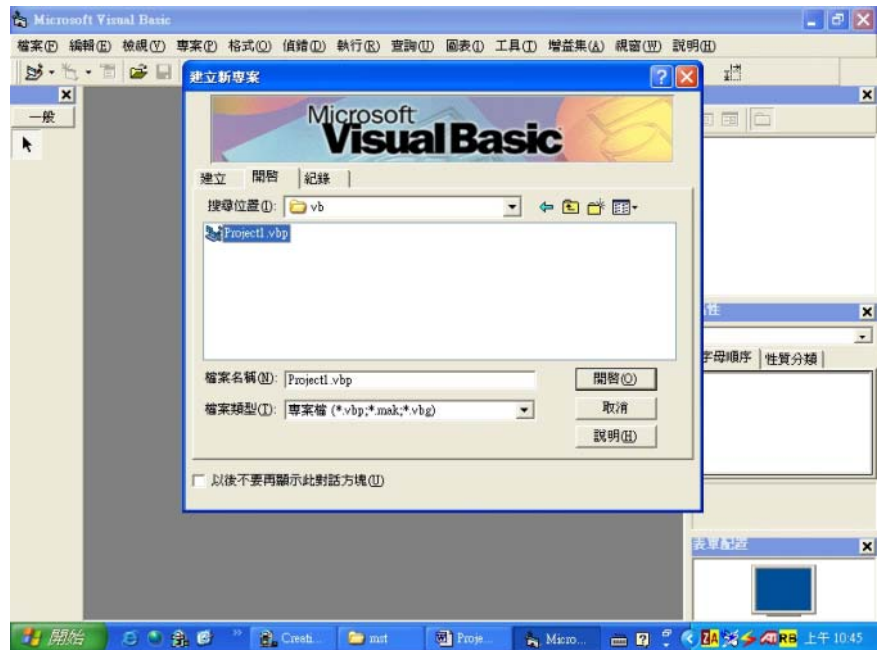 Microsoft Visual Basic
檔案(F) 編輯(E) 檢視(V) 專案(P) 格式(O) 偵錯(D) 執行(R) 查詢(U) 圖表(I) 工具(T) 增益集(A) 視窗(W) 說明(H)
一般
建立新專案
Microsoft
Visual Basic
建立 開啓 紀錄
搜尋位置(I): vb
Project1.vbp
檔案名稱(N): Project1.vbp
開啓(O)
檔案類型(T): 專案檔 (*.vbp;*.mak;*.vbg)
取消
說明(H)
以後不要再顯示此對話方塊(U)
性
字母順序 性質分類
表單配置
開始 Creati... mst Proje... Micro... RB 上午 10:45